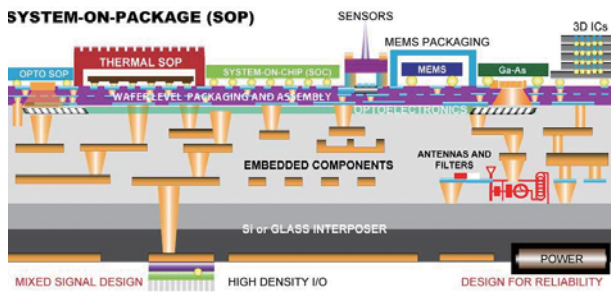 SYSTEM-ON-PACKAGE (SOP)
SENSORS
3D ICs
MEMS PACKAGING
THERMAL SOP
OPTO SOP
SYSTEM-ON-CHIP (SOC)
MEMS
Ga-As
WAFER LEVEL PACKAGING AND ASSEMBLY
OPTOELECTRONICS
EMBEDDED COMPONENTS
ANTENNAS AND
FILTERS
SI or GLASS INTERPOSER
POWER
MIXED SIGNAL DESIGN
HIGH DENSITY I/O
DESIGN FOR RELIABILITY